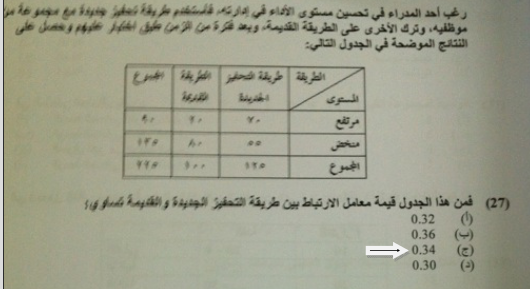 رغب أحد المدراء في تحسين مستوى الأداء في إدارته، فاستخدم طريقة تحفيز جديدة مع مجموعة من
موظفيه، وترك الأخرى على الطريقة القديمة، وبعد فترة من الزمن طبق اختبار عليهم وحصل على
النتائج الموضحة في الجدول التالي:
الطريقة المستوى طريقة التحفيز الجديدة الطريقة القديمة المجموع
مرتفع ٧٠ ٢٠ ٩٠
منخفض ٥٥ ٨٠ ١٣٥
المجموع ١٢٥ ١٠٠ ٢٢٥
(27) فمن هذا الجدول قيمة معامل الارتباط بين طريقة التحفيز الجديدة والقديمة تساوي:
(أ) 0.32
(ب) 0.36
(ج) 0.34
(د) 0.30